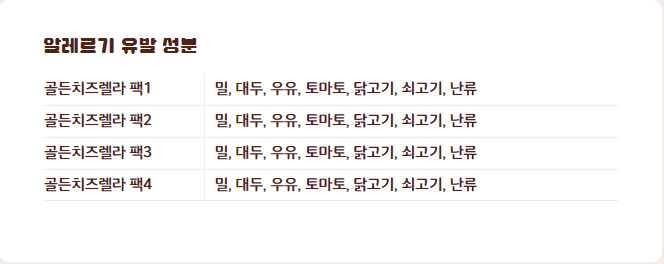 알레르기 유발 성분
골든치즈렐라 팩1 밀, 대두, 우유, 토마토, 닭고기, 쇠고기, 난류
골든치즈렐라 팩2 밀, 대두, 우유, 토마토, 닭고기, 쇠고기, 난류
골든치즈렐라 팩3 밀, 대두, 우유, 토마토, 닭고기, 쇠고기, 난류
골든치즈렐라 팩4 밀, 대두, 우유, 토마토, 닭고기, 쇠고기, 난류